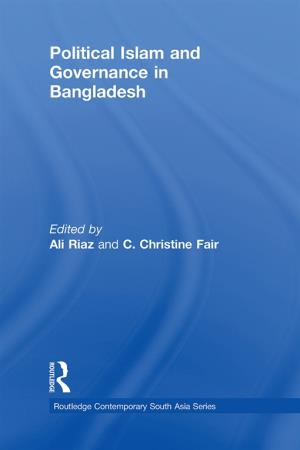 Political Islam and
Governance in
Bangladesh
Edited by
Ali Riaz and C. Christine Fair
ROUTLEDGE
Routledge Contemporary South Asia Series